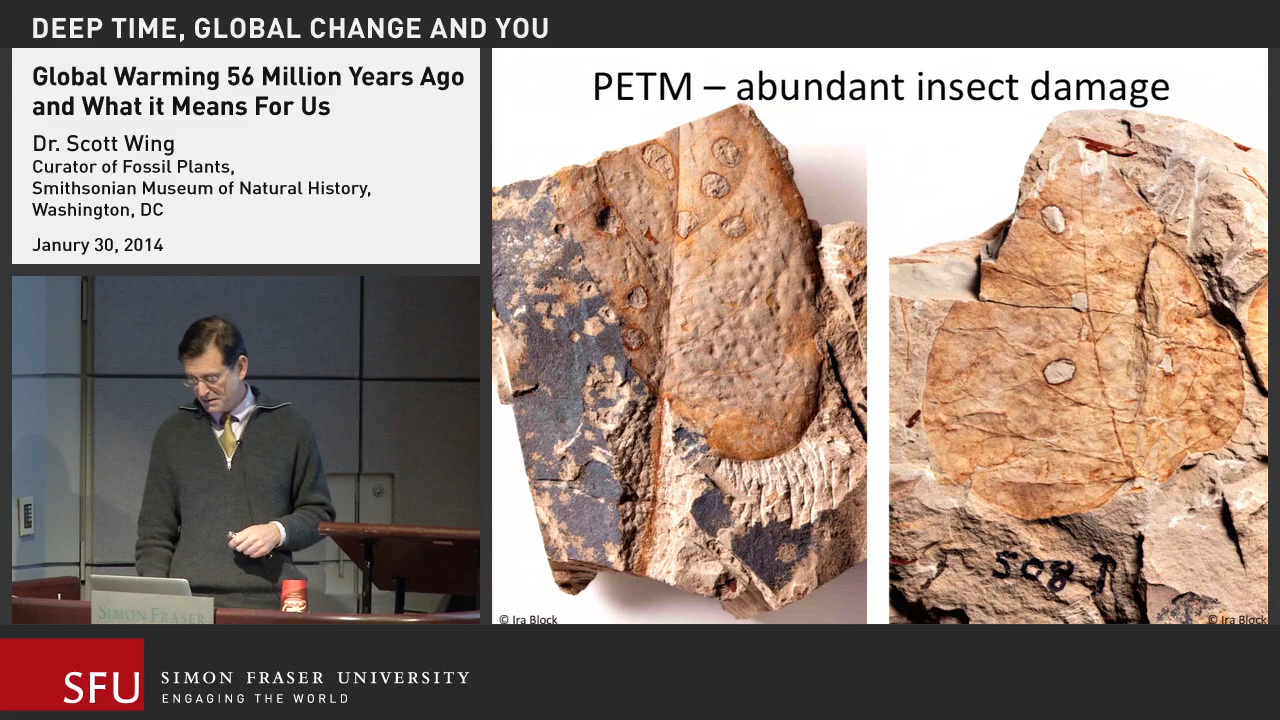 DEEP TIME, GLOBAL CHANGE AND YOU
Global Warming 56 Million Years Ago
and What it Means For Us
Dr. Scott Wing
Curator of Fossil Plants,
Smithsonian Museum of Natural History,
Washington, DC
Janury 30, 2014
PETM – abundant insect damage
© Ira Block
© Ira Block
SIMON FRASER
SFU
SIMON FRASER UNIVERSITY
ENGAGING THE WORLD